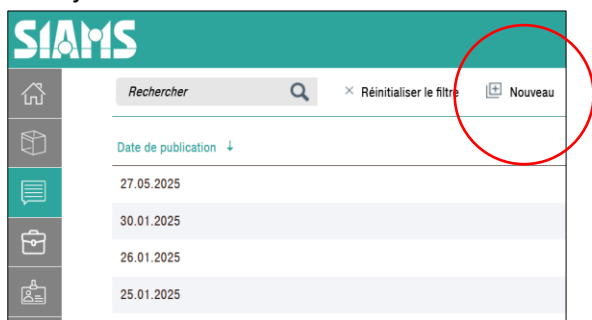 SIAMS
Rechercher × Réinitialiser le filtre Nouveau
Date de publication ↓
27.05.2025
30.01.2025
26.01.2025
25.01.2025